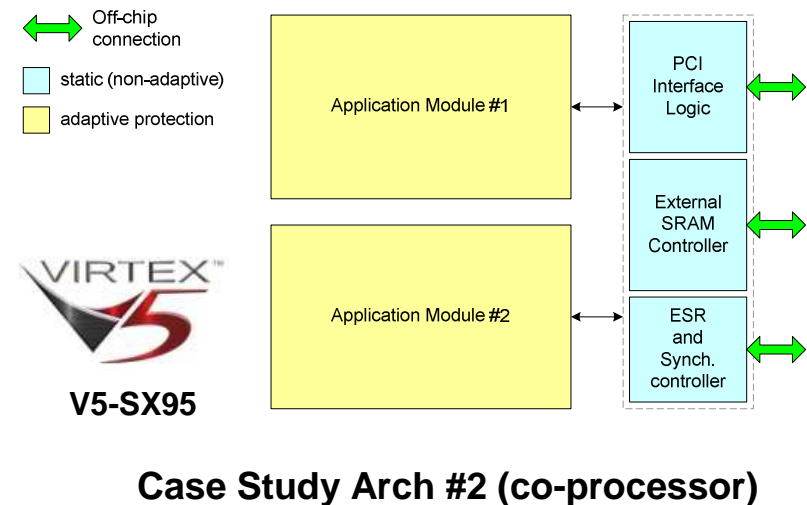 Off-chip
connection
static (non-adaptive)
adaptive protection
Application Module #1
PCI
Interface
Logic
External
SRAM
Controller
Application Module #2
ESR
and
Synch.
controller
VIRTEX™
5
V5-SX95
Case Study Arch #2 (co-processor)